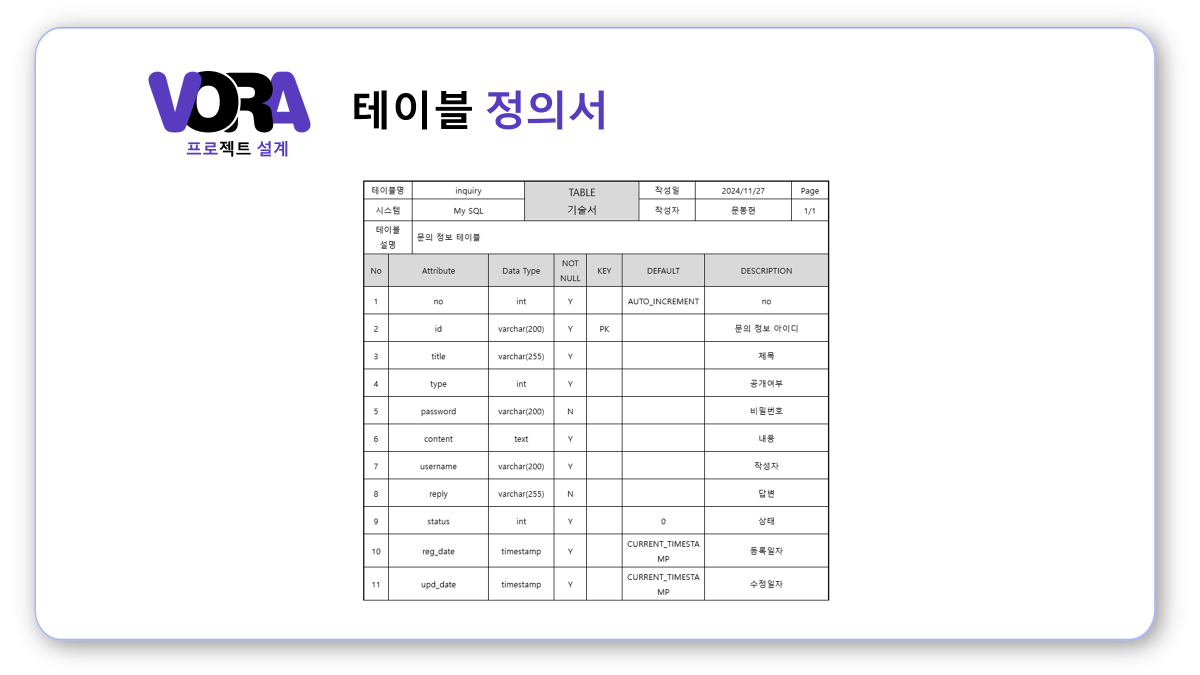 VORA
프로젝트 설계
테이블 정의서
테이블명 inquiry TABLE 기술서 작성일 2024/11/27 Page
시스템 My SQL 작성자 문동현 1/1
테이블 설명 문의 정보 테이블
No Attribute Data Type NOT NULL KEY DEFAULT DESCRIPTION
1 no int Y AUTO_INCREMENT no
2 id varchar(200) Y PK 문의 정보 아이디
3 title varchar(255) Y 제목
4 type int Y 공개여부
5 password varchar(200) N 비밀번호
6 content text Y 내용
7 username varchar(200) Y 작성자
8 reply varchar(255) N 답변
9 status int Y 0 상태
10 reg_date timestamp Y CURRENT_TIMESTAMP 등록일자
11 upd_date timestamp Y CURRENT_TIMESTAMP 수정일자